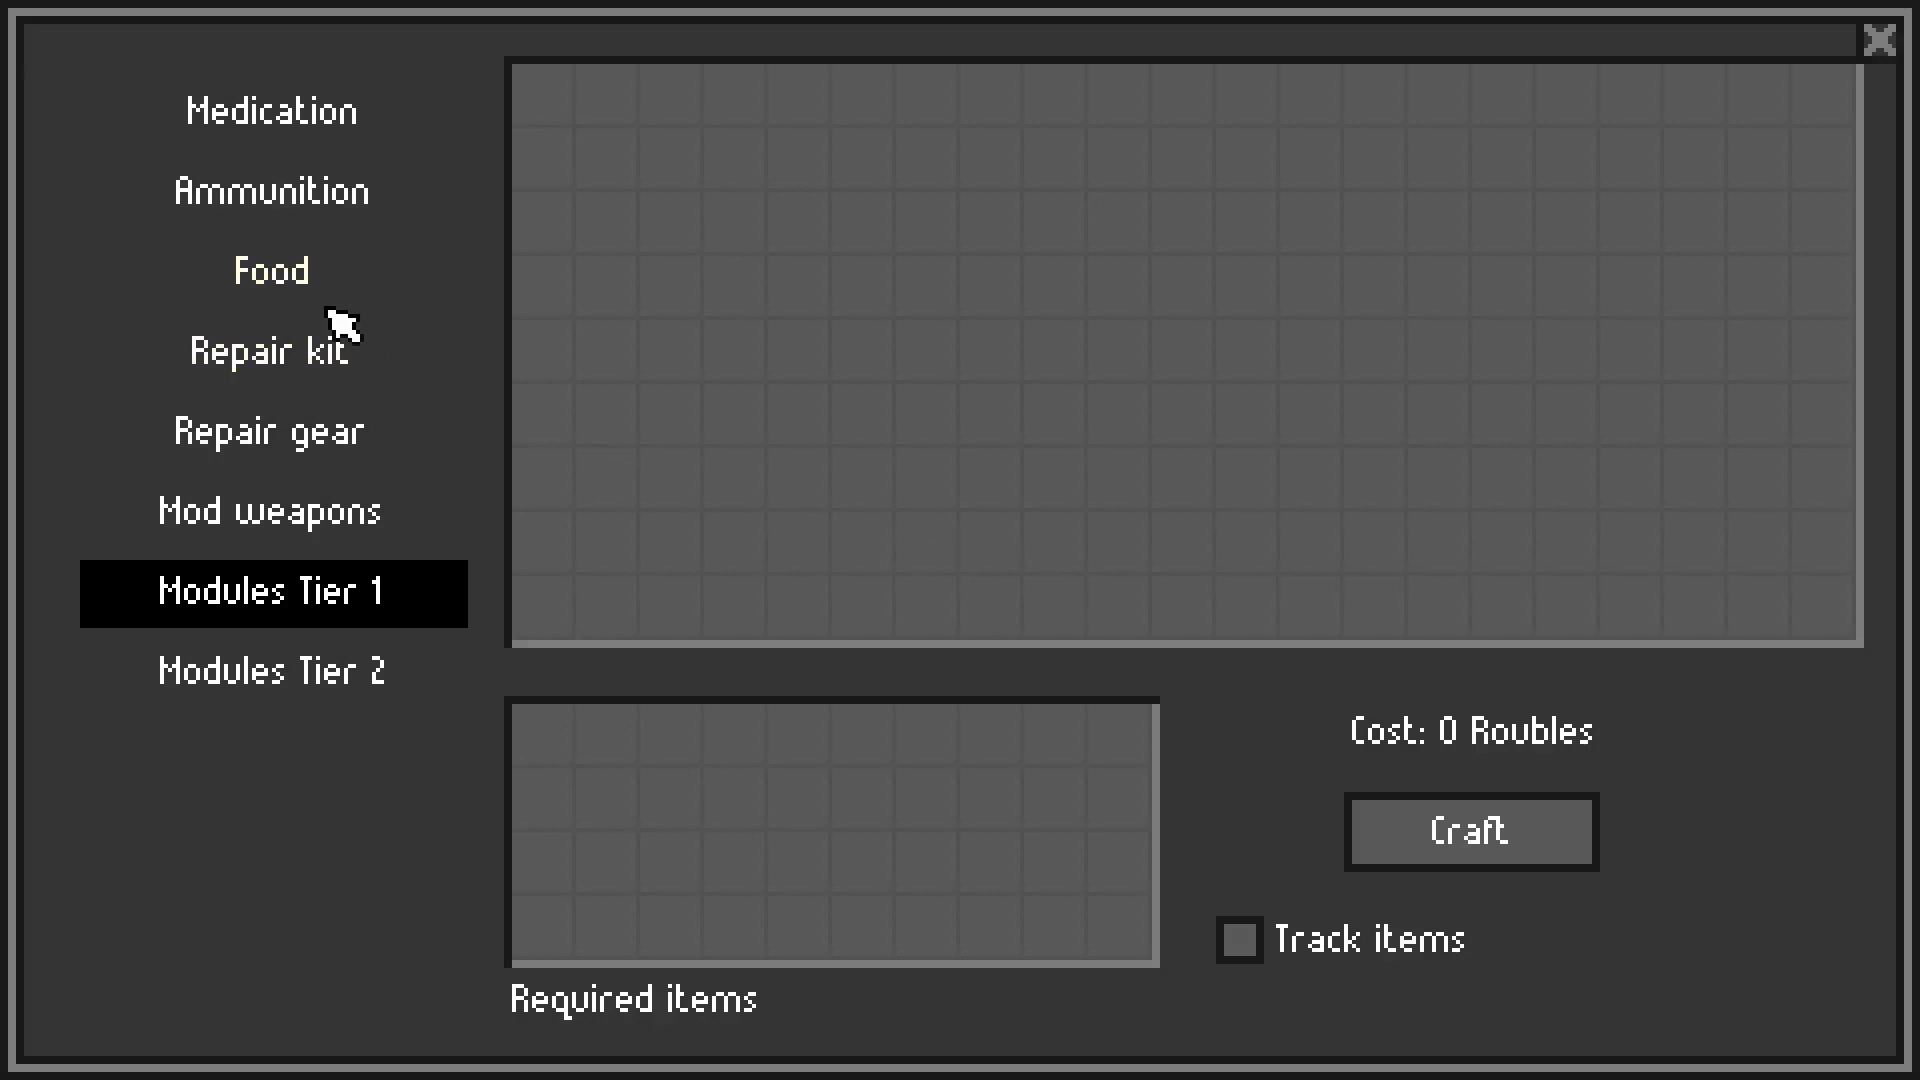 Medication
Ammunition
Food
Repair kit
Repair gear
Mod weapons
Modules Tier 1
Modules Tier 2
Cost: 0 Roubles
Craft
Track items
Required items